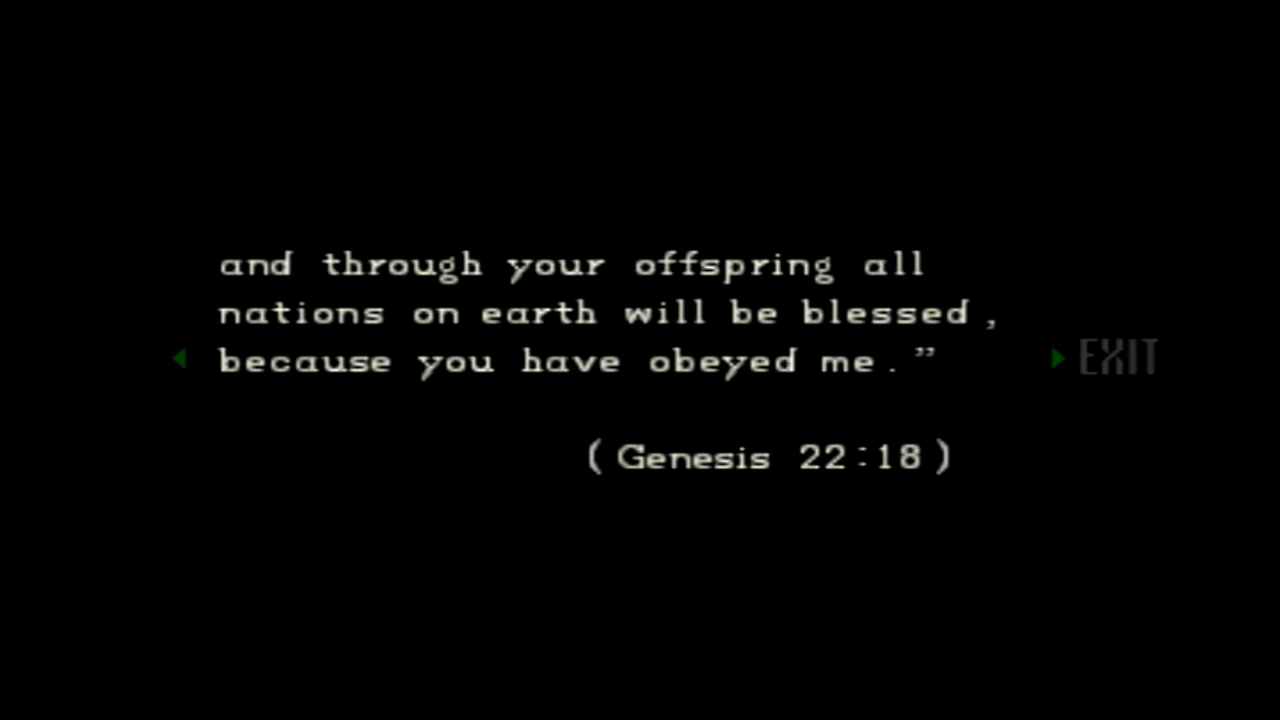 and through your offspring all
nations on earth will be blessed,
because you have obeyed me.”
EXIT
(Genesis 22:18)